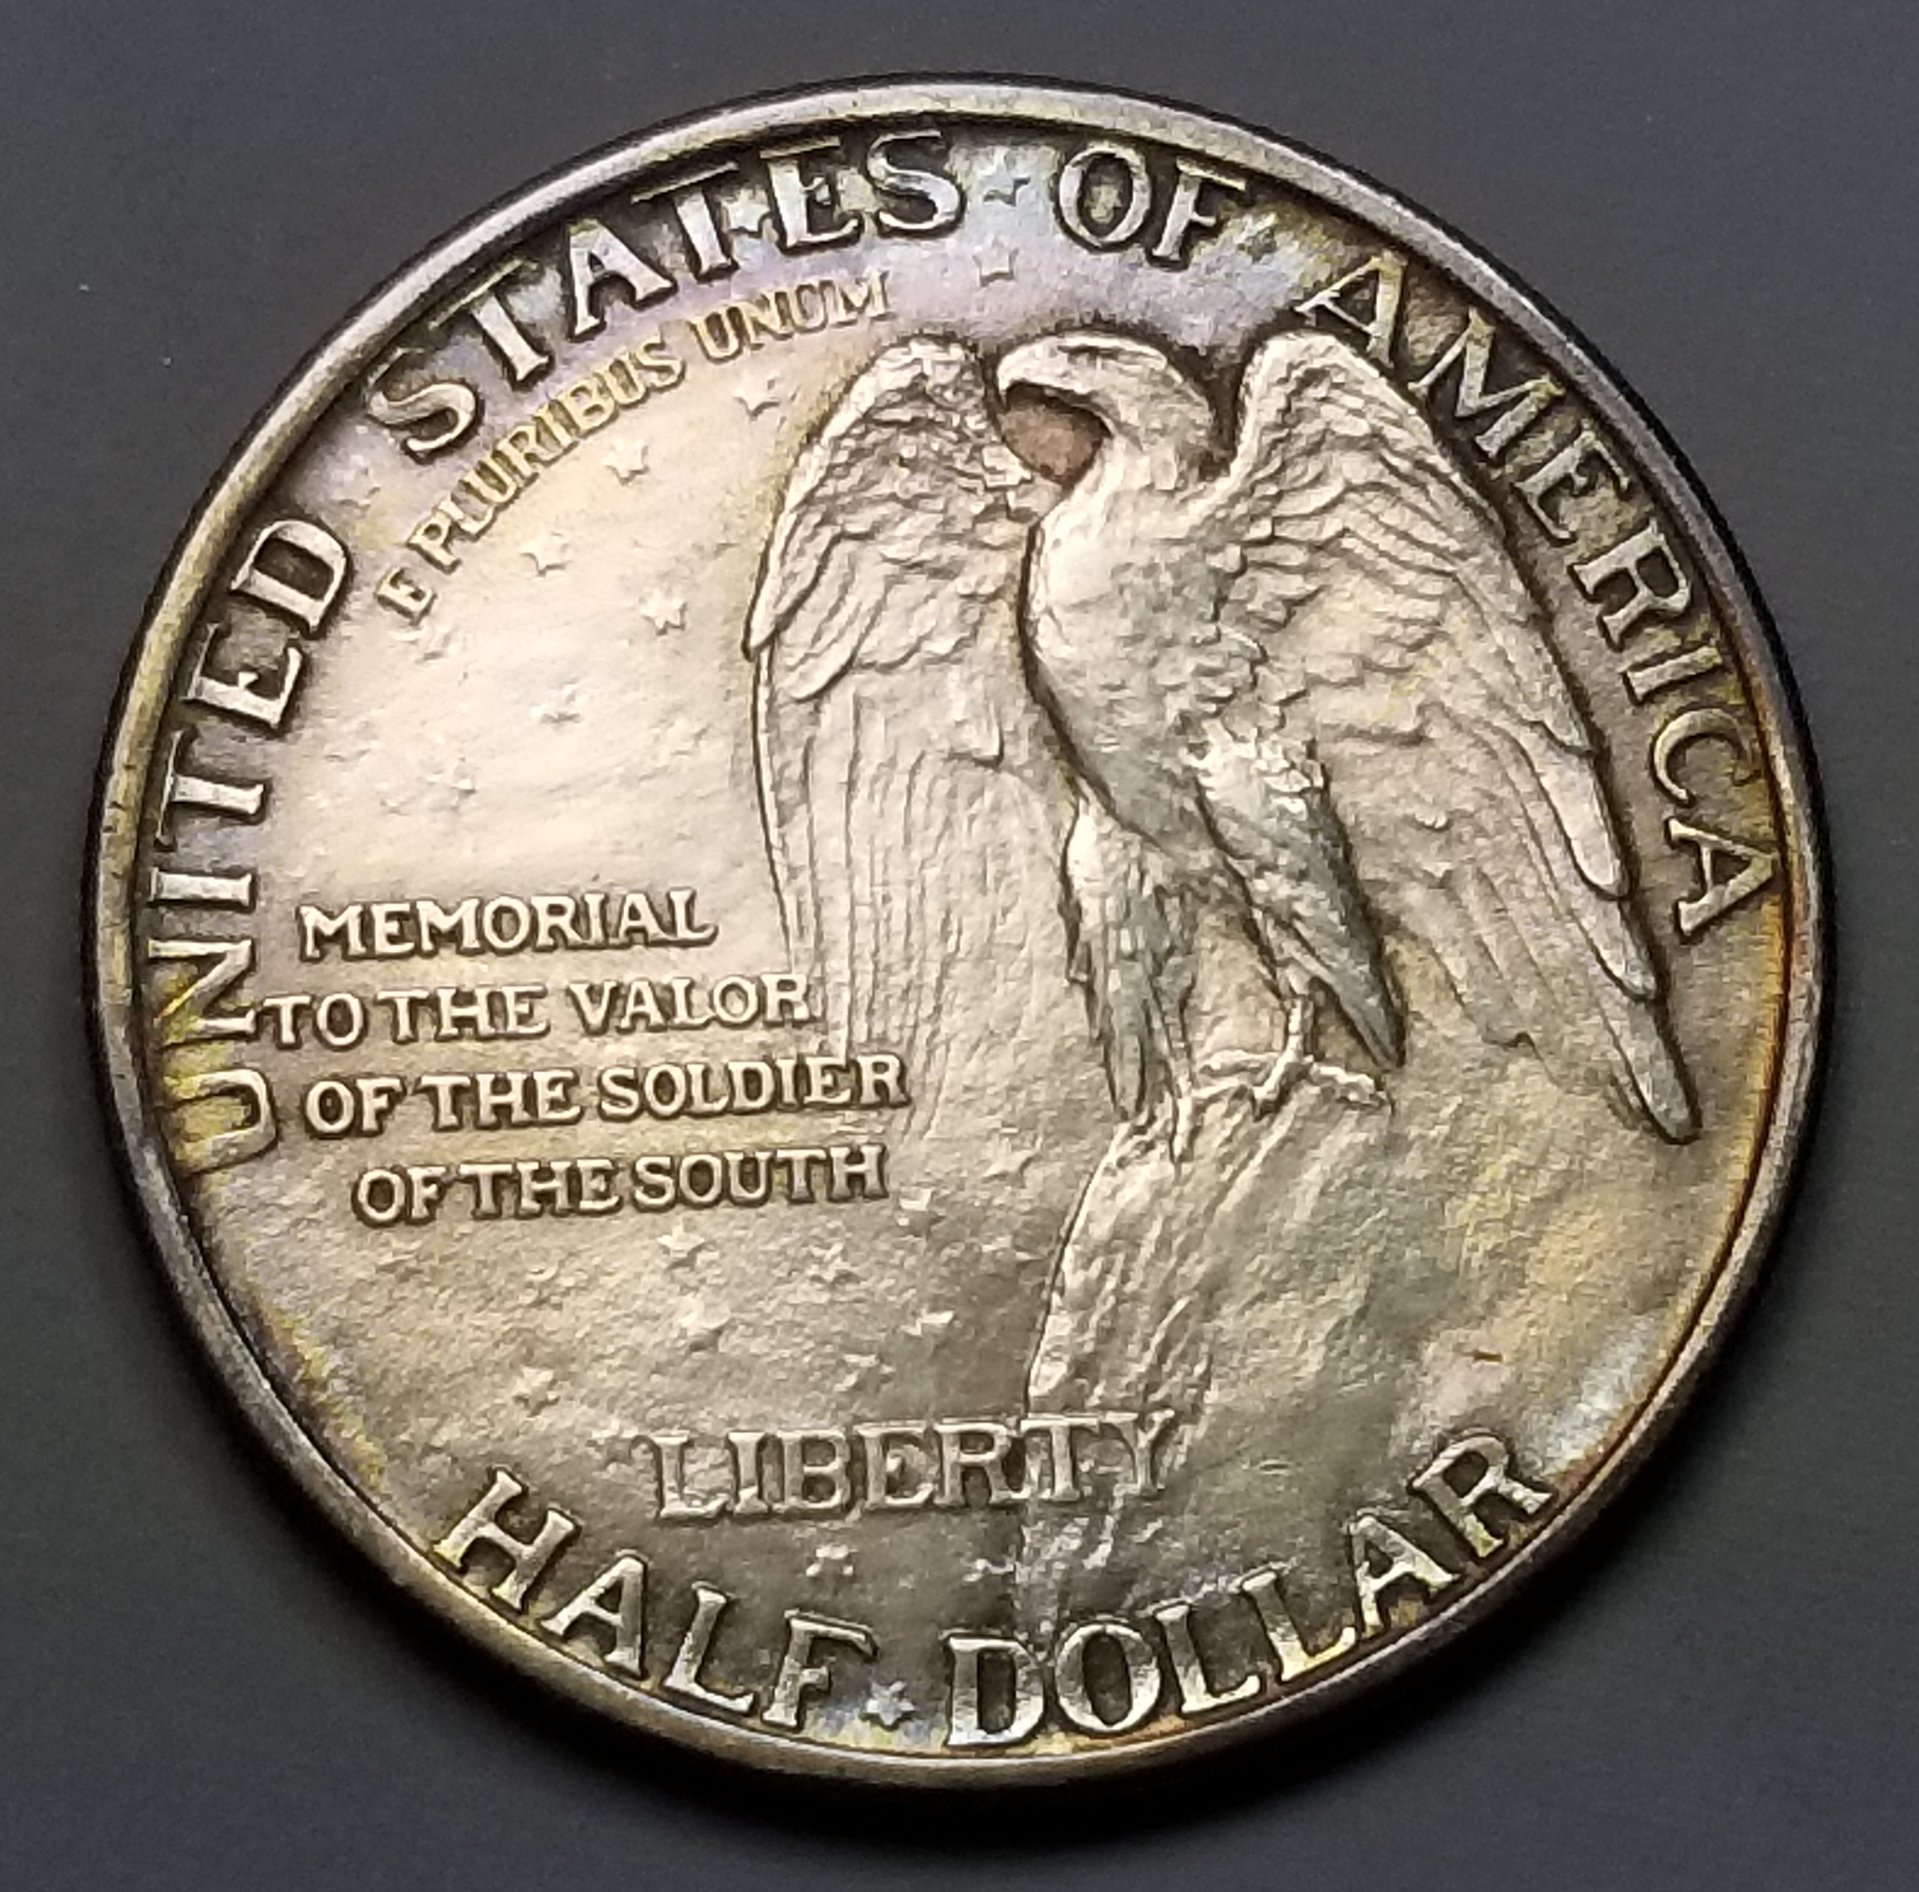 UNITED STATES OF AMERICA
E PLURIBUS UNUM
MEMORIAL
TO THE VALOR
OF THE SOLDIER
OF THE SOUTH
LIBERTY
HALF DOLLAR